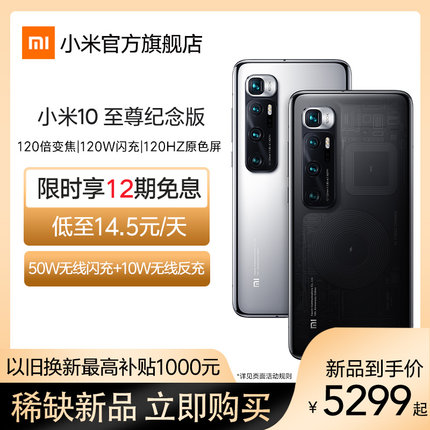 小米官方旗舰店
小米10 至尊纪念版
120倍变焦|120W闪充|120HZ原色屏
限时享12期免息
低至14.5元/天
50W无线闪充+10W无线反充
*详见页面活动规则
以旧换新最高补贴1000元
新品到手价
稀缺新品 立即购买
¥5299起